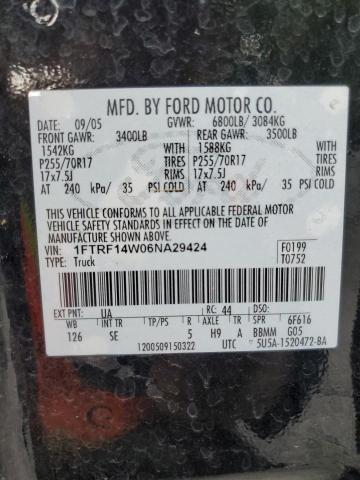 MFD. BY FORD MOTOR CO.
DATE: 09/05 GVWR: 6800LB/ 3084KG
FRONT GAWR: 3400LB REAR GAWR: 3500LB
1542KG WITH 1588KG WITH
P255/70R17 TIRES P255/70R17 TIRES
17x7.5J RIMS 17x7.5J RIMS
AT 240 kPa/ 35 PSI COLD AT 240 kPa/ 35 PSI COLD
THIS VEHICLE CONFORMS TO ALL APPLICABLE FEDERAL MOTOR
VEHICLE SAFETY STANDARDS IN EFFECT ON THE DATE OF MANUFACTURE
SHOWN ABOVE.
VIN: 1FTRF14W06NA29424 F0199
TYPE: Truck T0752
EXT PNT: UA RC: 44 DSO:
WB INT TR TP/PS R AXLE TR SPR 6F616
126 SE 5 H9 A BBMM G05
1200509150322 UTC 5U5A-1520472-BA